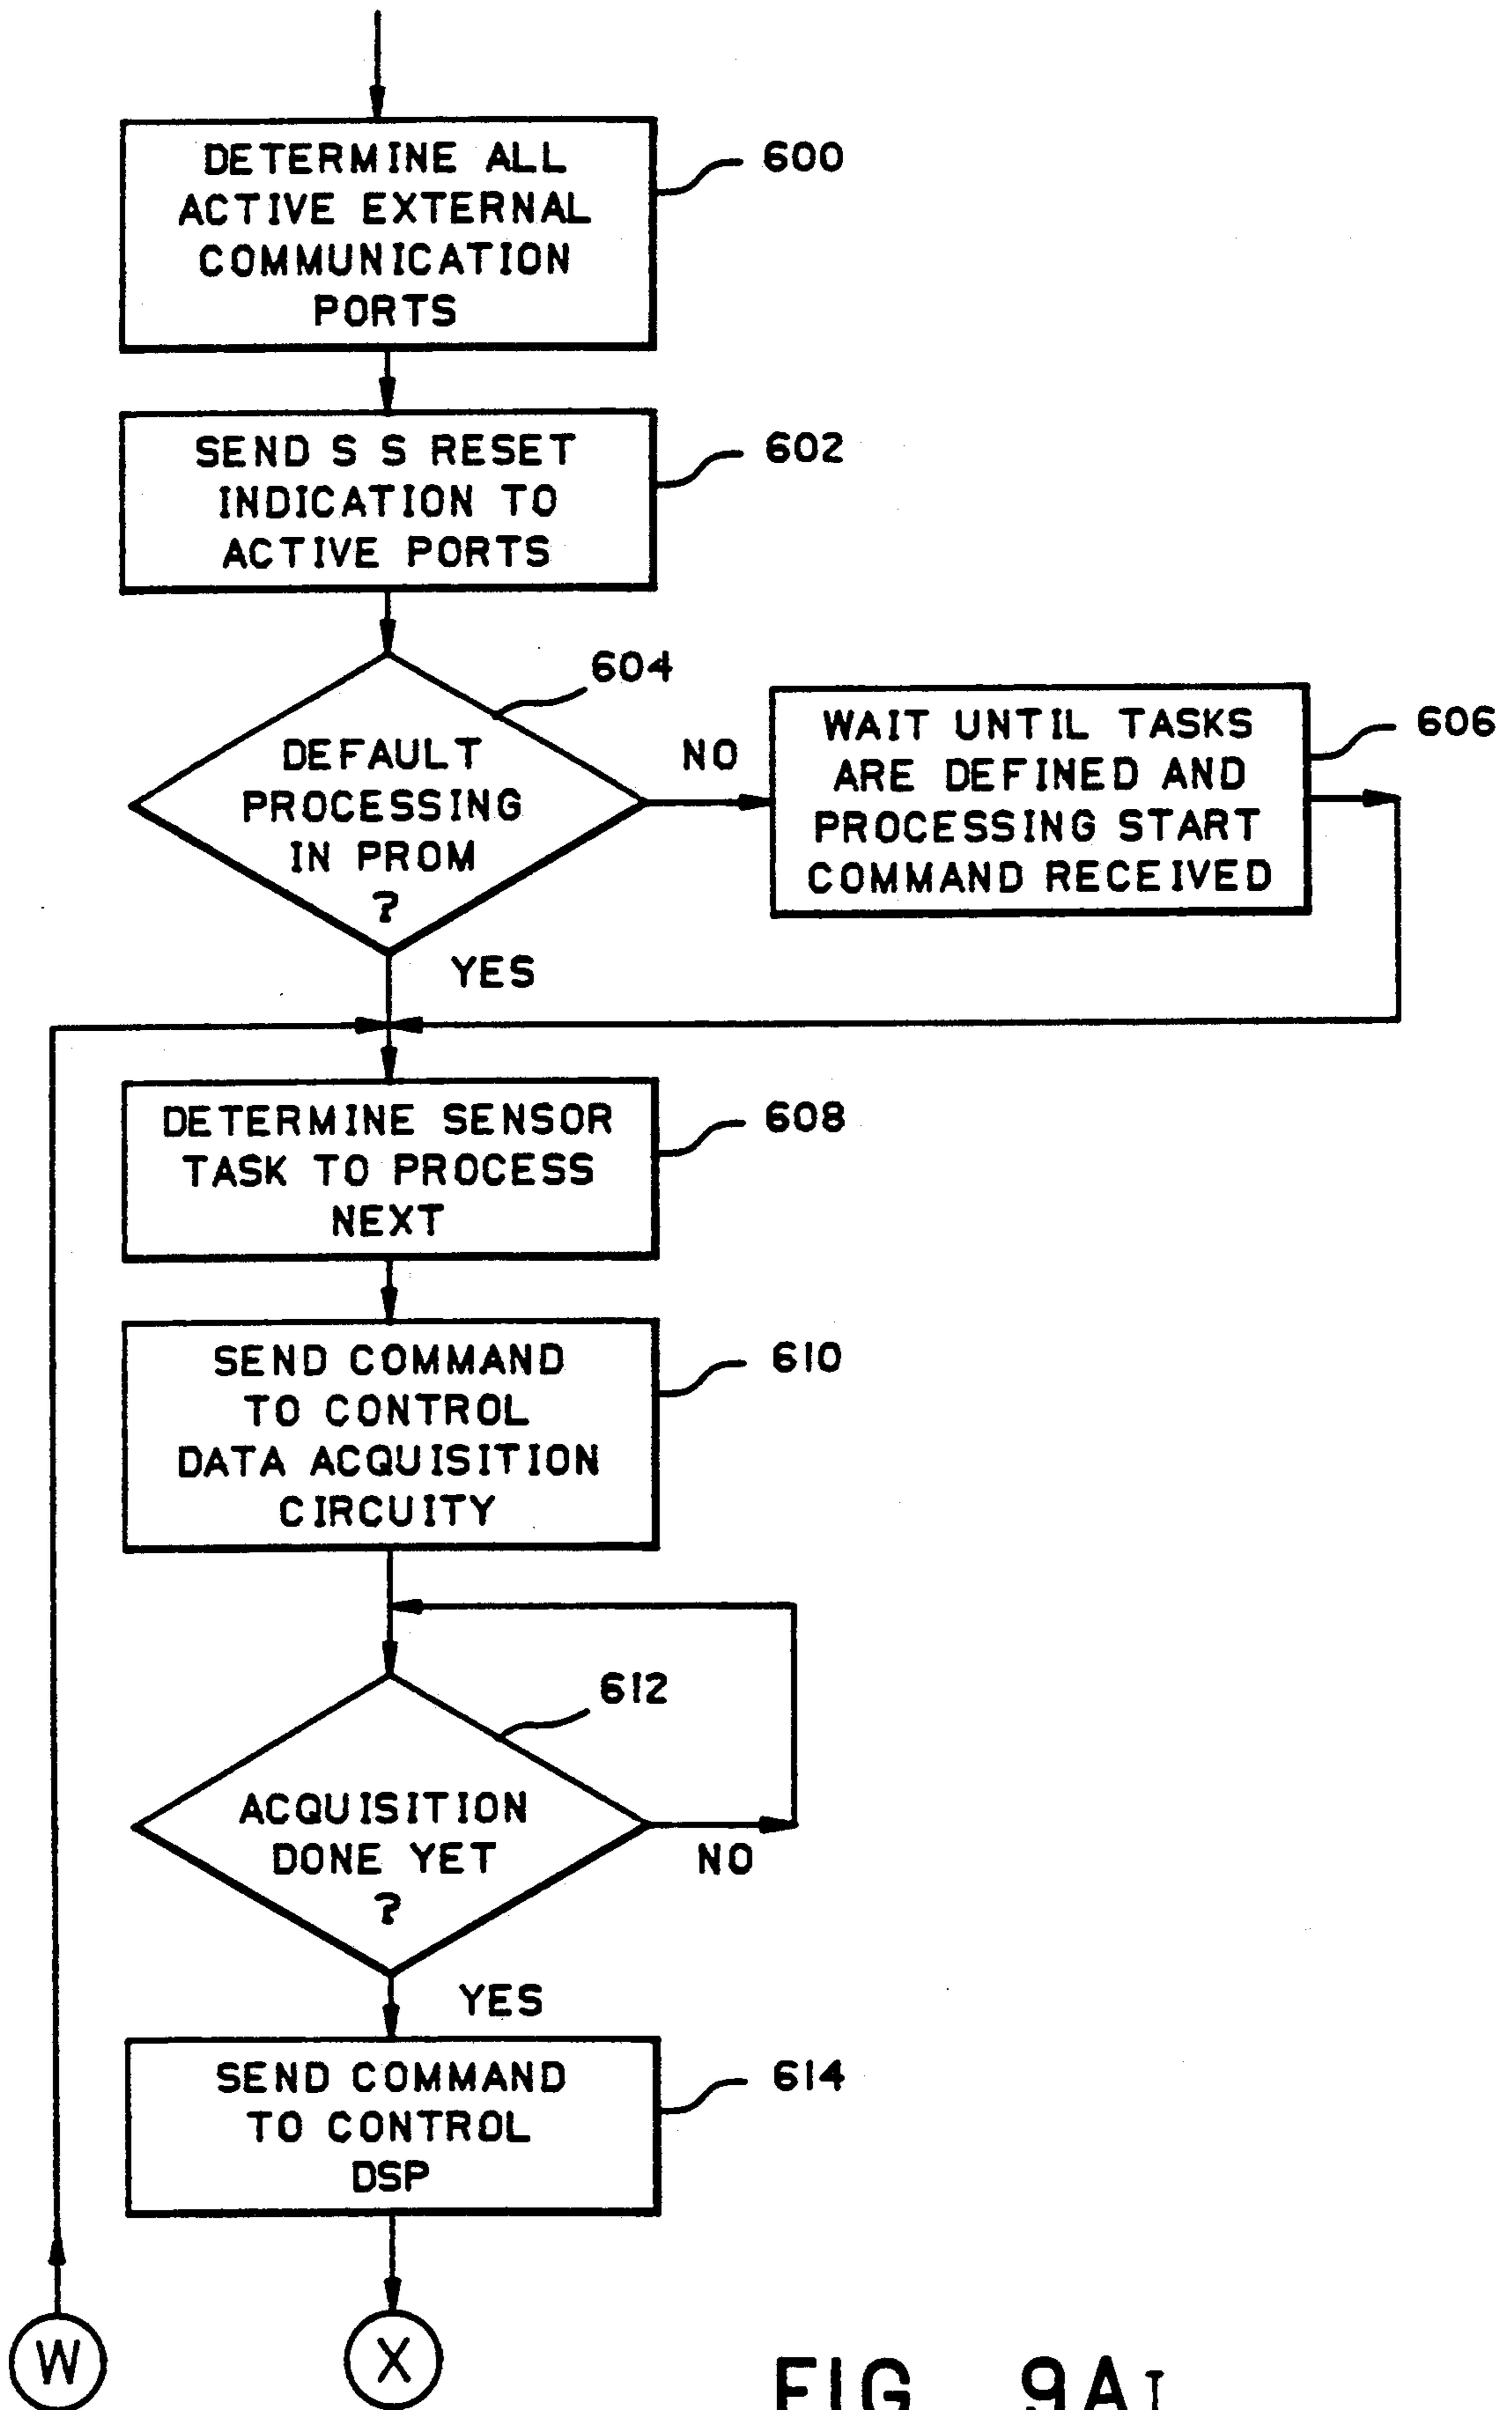 DETERMINE ALL
ACTIVE EXTERNAL
COMMUNICATION
PORTS
600
SEND S S RESET
INDICATION TO
ACTIVE PORTS
602
604
DEFAULT
PROCESSING
IN PROM
?
NO
WAIT UNTIL TASKS
ARE DEFINED AND
PROCESSING START
COMMAND RECEIVED
606
YES
DETERMINE SENSOR
TASK TO PROCESS
NEXT
608
SEND COMMAND
TO CONTROL
DATA ACQUISITION
CIRCUITY
610
612
ACQUISITION
DONE YET
?
NO
YES
SEND COMMAND
TO CONTROL
DSP
614
W
X
FIG 9AI